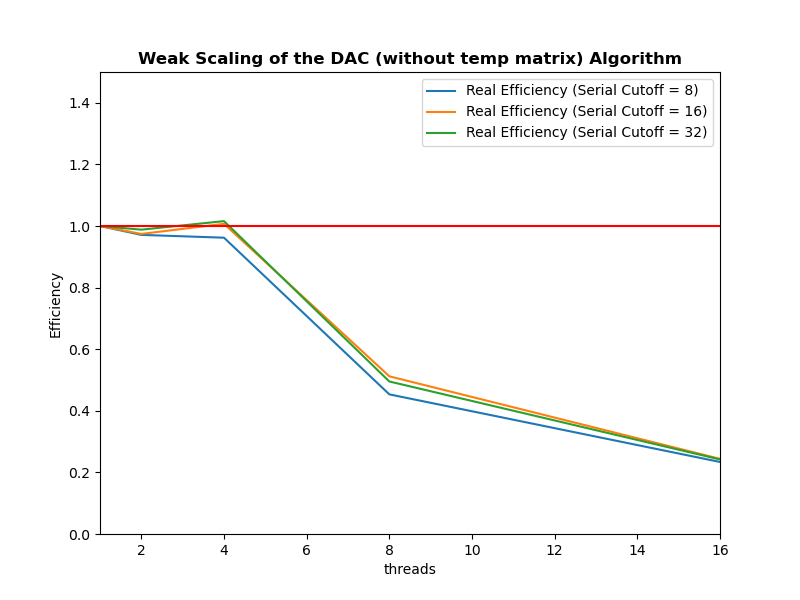 Weak Scaling of the DAC (without temp matrix) Algorithm
Real Efficiency (Serial Cutoff = 8)
Real Efficiency (Serial Cutoff = 16)
Real Efficiency (Serial Cutoff = 32)
1.4
1.2
1.0
0.8
0.6
0.4
0.2
0.0
Efficiency
2 4 6 8 10 12 14 16
threads